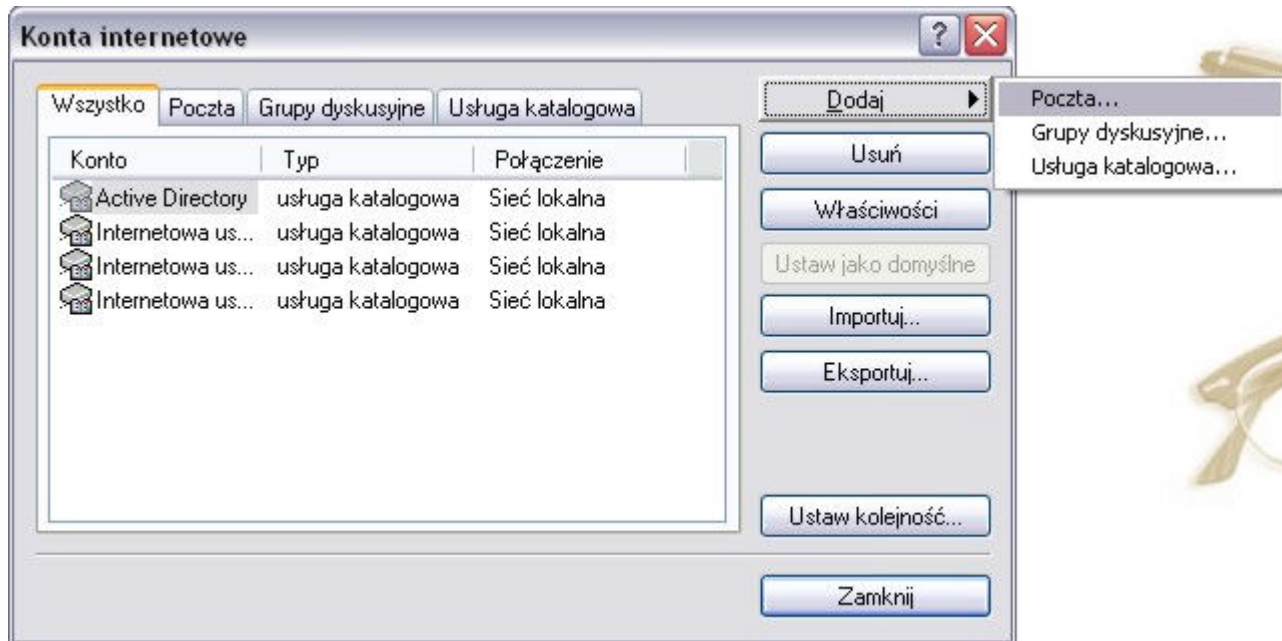 Konta internetowe
Wszystko Poczta Grupy dyskusyjne Usługa katalogowa
Konto Typ Połączenie
Active Directory usługa katalogowa Sieć lokalna
Internetowa us... usługa katalogowa Sieć lokalna
Internetowa us... usługa katalogowa Sieć lokalna
Internetowa us... usługa katalogowa Sieć lokalna
Dodaj
Usuń
Właściwości
Ustaw jako domyślne
Importuj...
Eksportuj...
Ustaw kolejność...
Zamknij
Poczta...
Grupy dyskusyjne...
Usługa katalogowa...